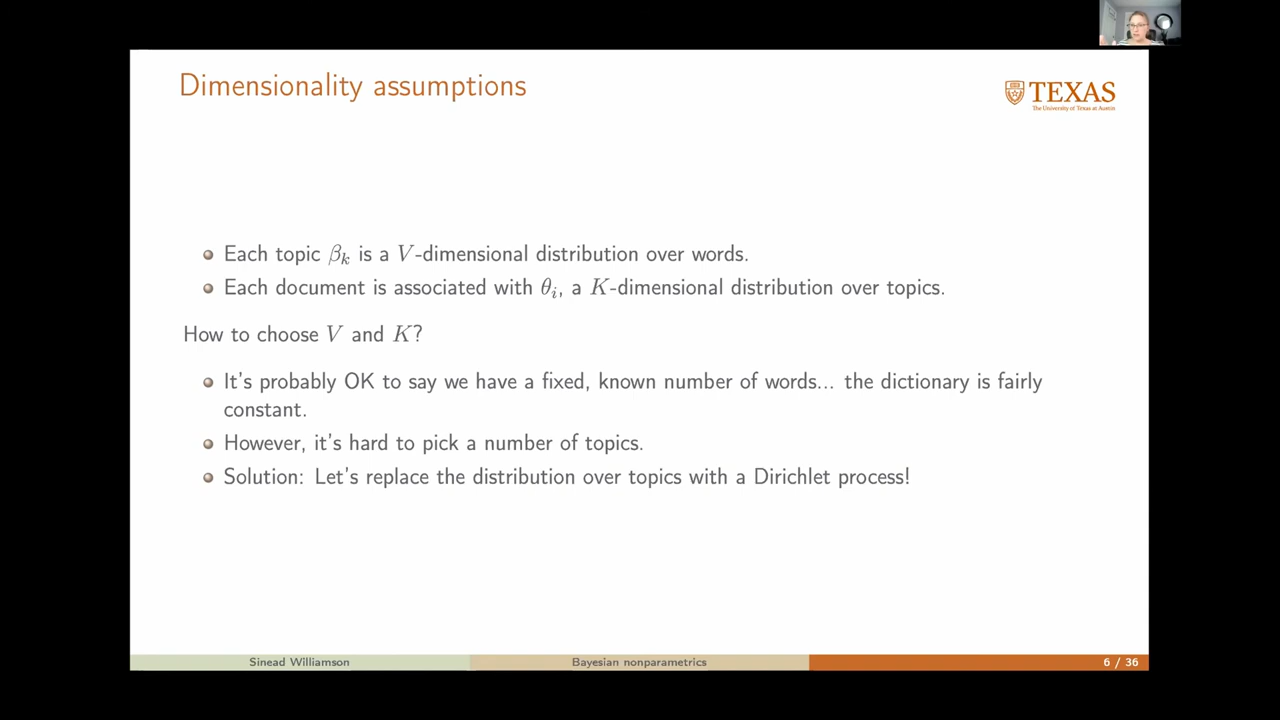 Dimensionality assumptions
TEXAS
The University of Texas at Austin
Each topic βₖ is a V-dimensional distribution over words.
Each document is associated with θᵢ, a K-dimensional distribution over topics.
How to choose V and K?
It's probably OK to say we have a fixed, known number of words... the dictionary is fairly
constant.
However, it's hard to pick a number of topics.
Solution: Let's replace the distribution over topics with a Dirichlet process!
Sinead Williamson
Bayesian nonparametrics
6 / 36